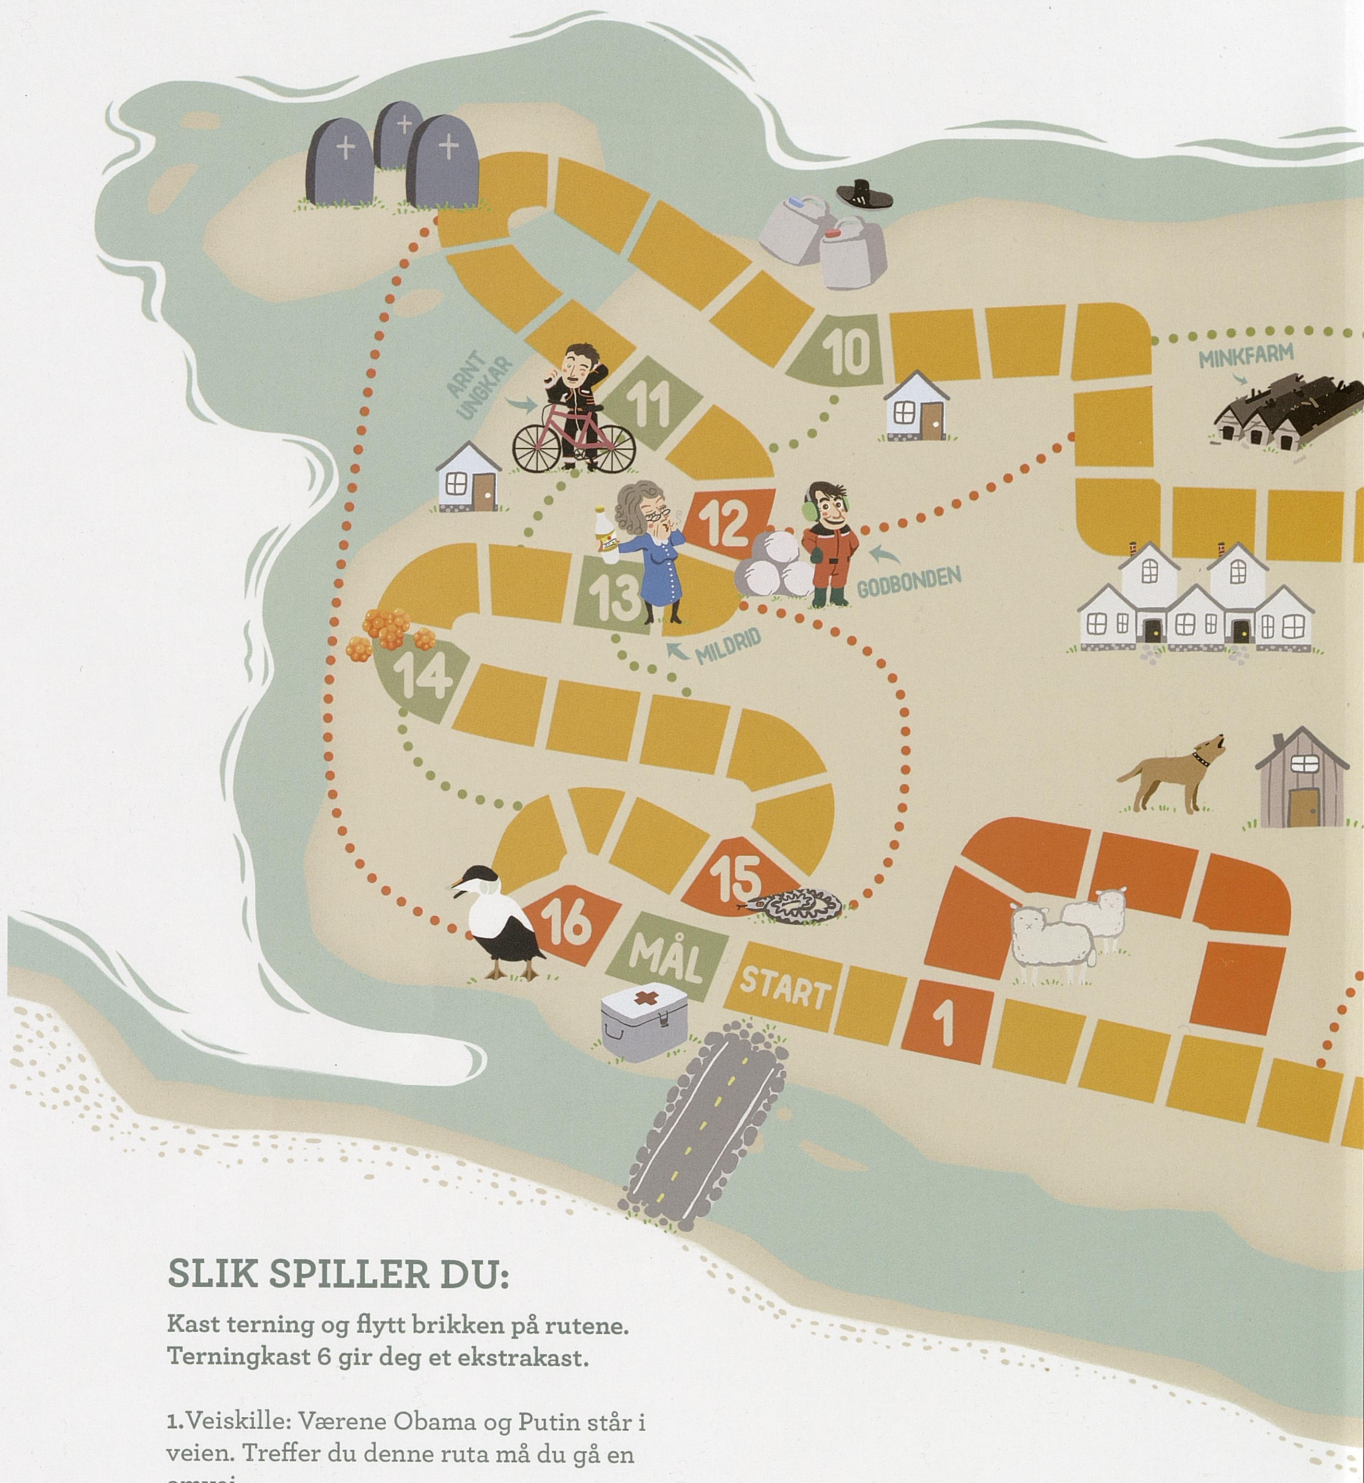 10
MINKFARM
ARNT
UNGKAR
11
12
GODBONDEN
13
MILDRID
14
15
16
MÅL
START
1
SLIK SPILLER DU:
Kast terning og flytt brikken på rutene.
Terningkast 6 gir deg et ekstrakast.
1.Veiskille: Værene Obama og Putin står i
veien. Treffer du denne ruta må du gå en